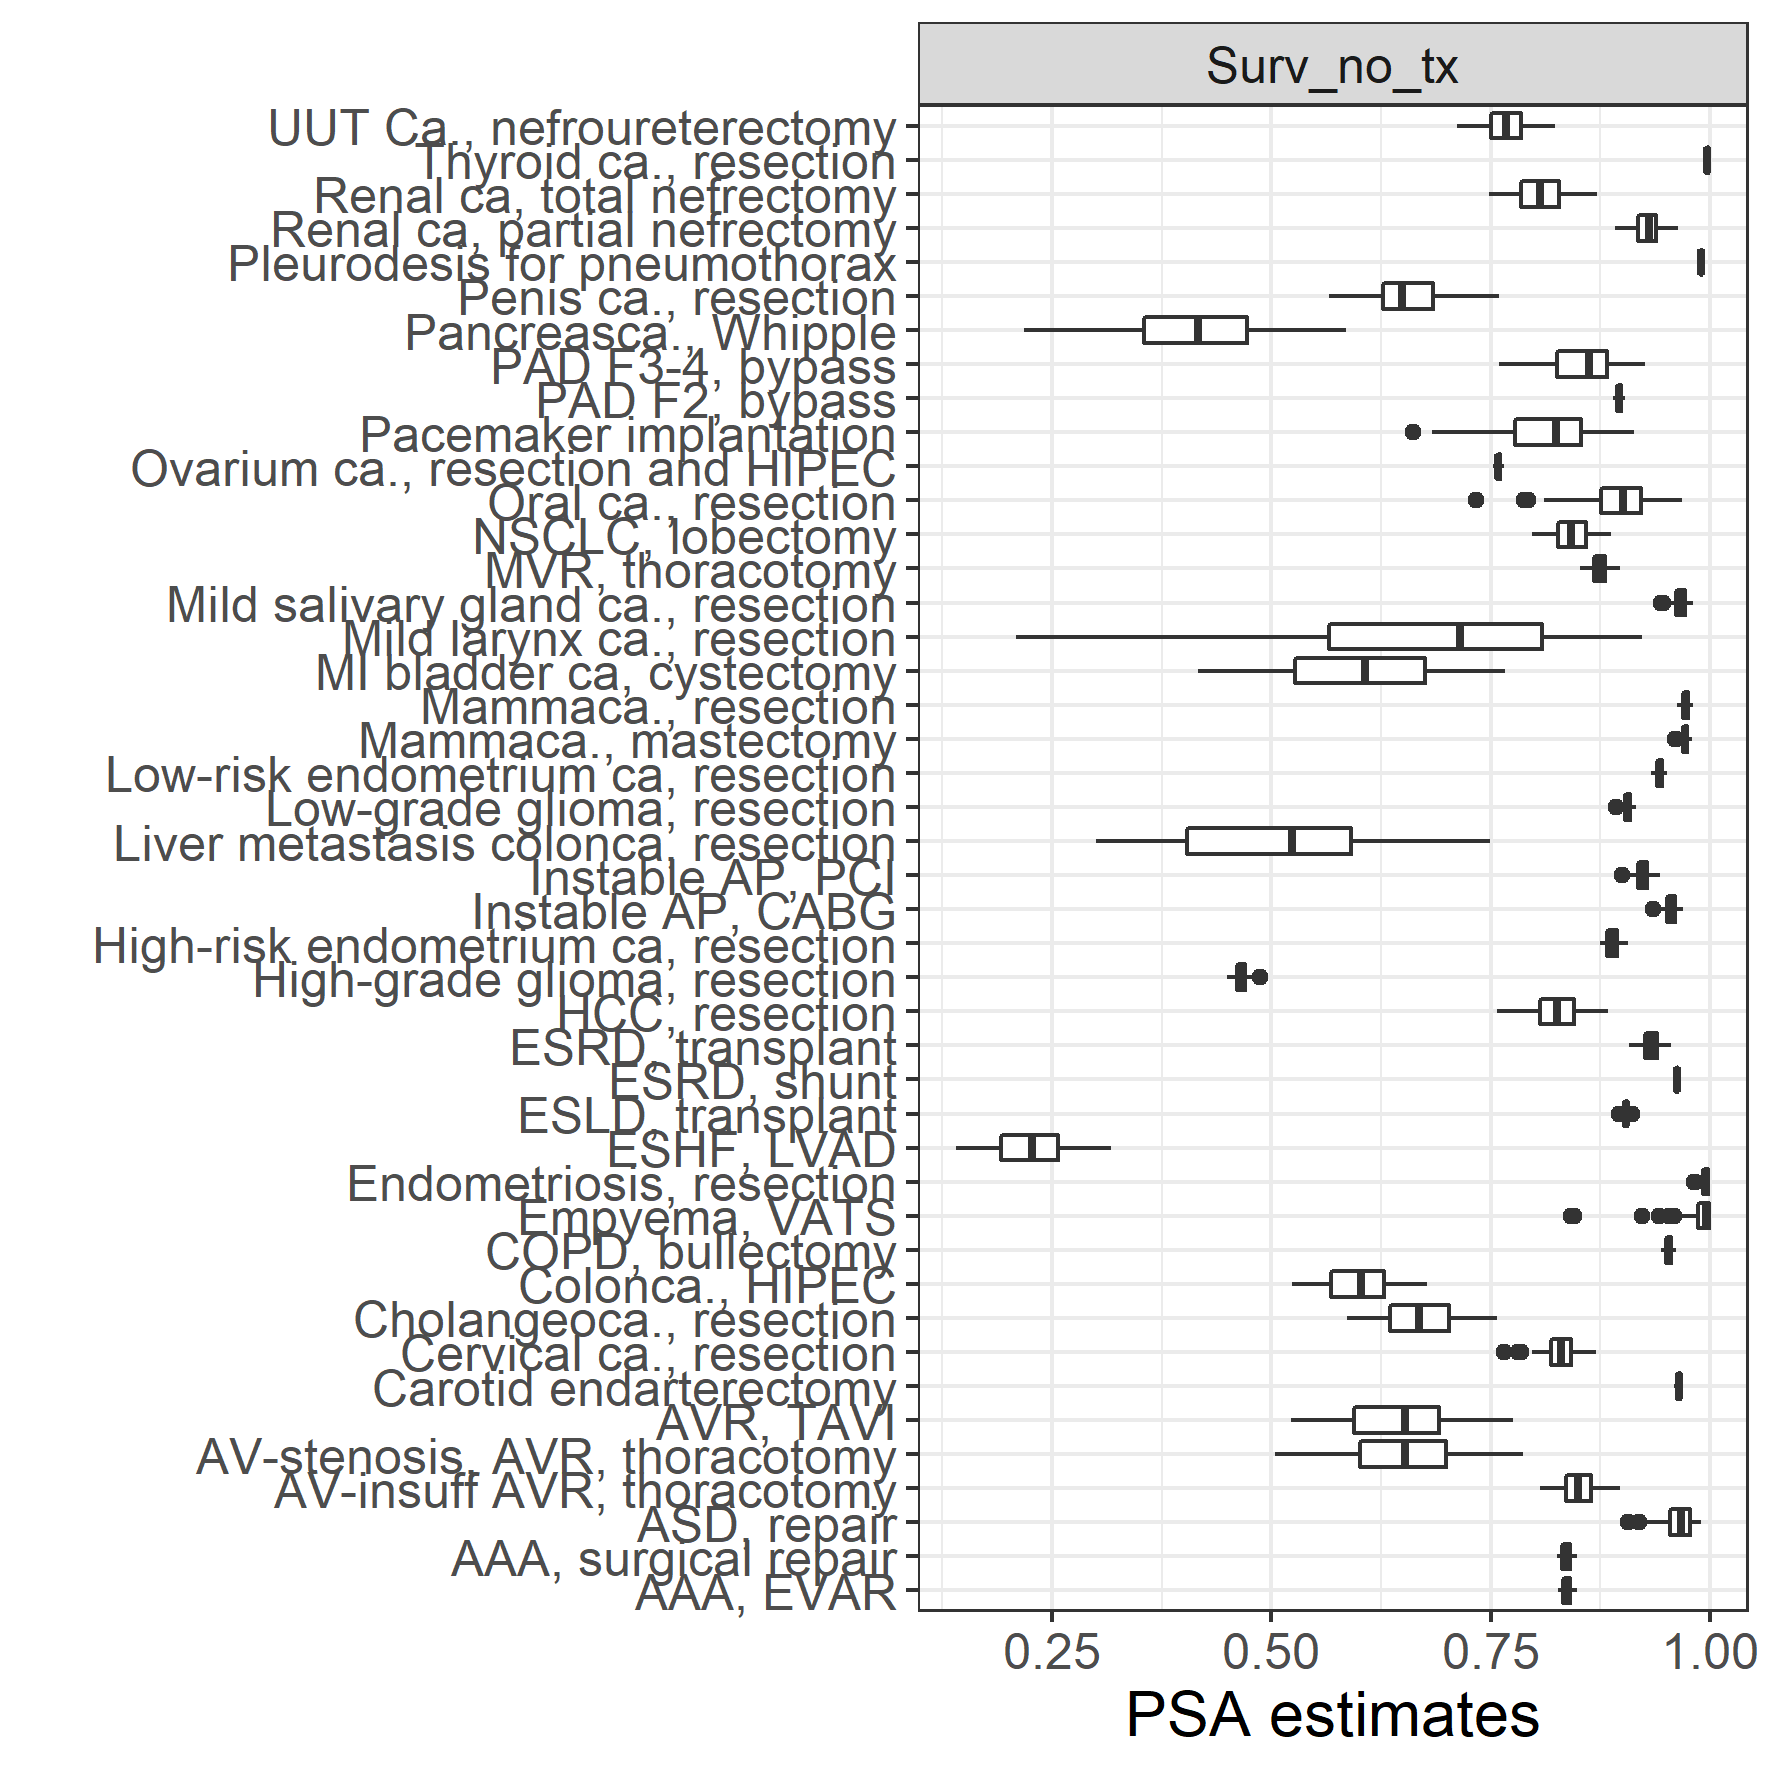 Surv_no_tx
UUT Ca., nefroureterectomy
Thyroid ca., resection
Renal ca, total nefrectomy
Renal ca, partial nefrectomy
Pleurodesis for pneumothorax
Penis ca., resection
Pancreasca., Whipple
PAD F3-4, bypass
PAD F2, bypass
Pacemaker implantation
Ovarium ca., resection and HIPEC
Oral ca., resection
NSCLC, lobectomy
MVR, thoracotomy
Mild salivary gland ca., resection
Mild larynx ca., resection
MI bladder ca, cystectomy
Mammaca., resection
Mammaca., mastectomy
Low-risk endometrium ca, resection
Low-grade glioma, resection
Liver metastasis colonca, resection
Instable AP, PCI
Instable AP, CABG
High-risk endometrium ca, resection
High-grade glioma, resection
HCC, resection
ESRD, transplant
ESRD, shunt
ESLD, transplant
ESHF, LVAD
Endometriosis, resection
Empyema, VATS
COPD, bullectomy
Colonca., HIPEC
Cholangeoca., resection
Cervical ca., resection
Carotid endarterectomy
AVR, TAVI
AV-stenosis, AVR, thoracotomy
AV-insuff AVR, thoracotomy
ASD, repair
AAA, surgical repair
AAA, EVAR
0.25 0.50 0.75 1.00
PSA estimates